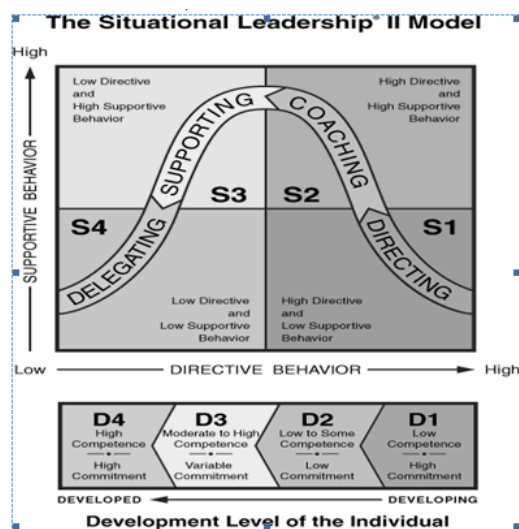 The Situational Leadership® II Model
High
Low Directive
and
High Supportive
Behavior
High Directive
and
High Supportive
Behavior
SUPPORTING
COACHING
S3
S2
S4
S1
DELEGATING
DIRECTING
SUPPORTIVE BEHAVIOR
Low Directive
and
Low Supportive
Behavior
High Directive
and
Low Supportive
Behavior
Low
DIRECTIVE BEHAVIOR
High
D4
High
Competence
High
Commitment
D3
Moderate to High
Competence
Variable
Commitment
D2
Low to Some
Competence
Low
Commitment
D1
Low
Competence
High
Commitment
DEVELOPED
DEVELOPING
Development Level of the Individual